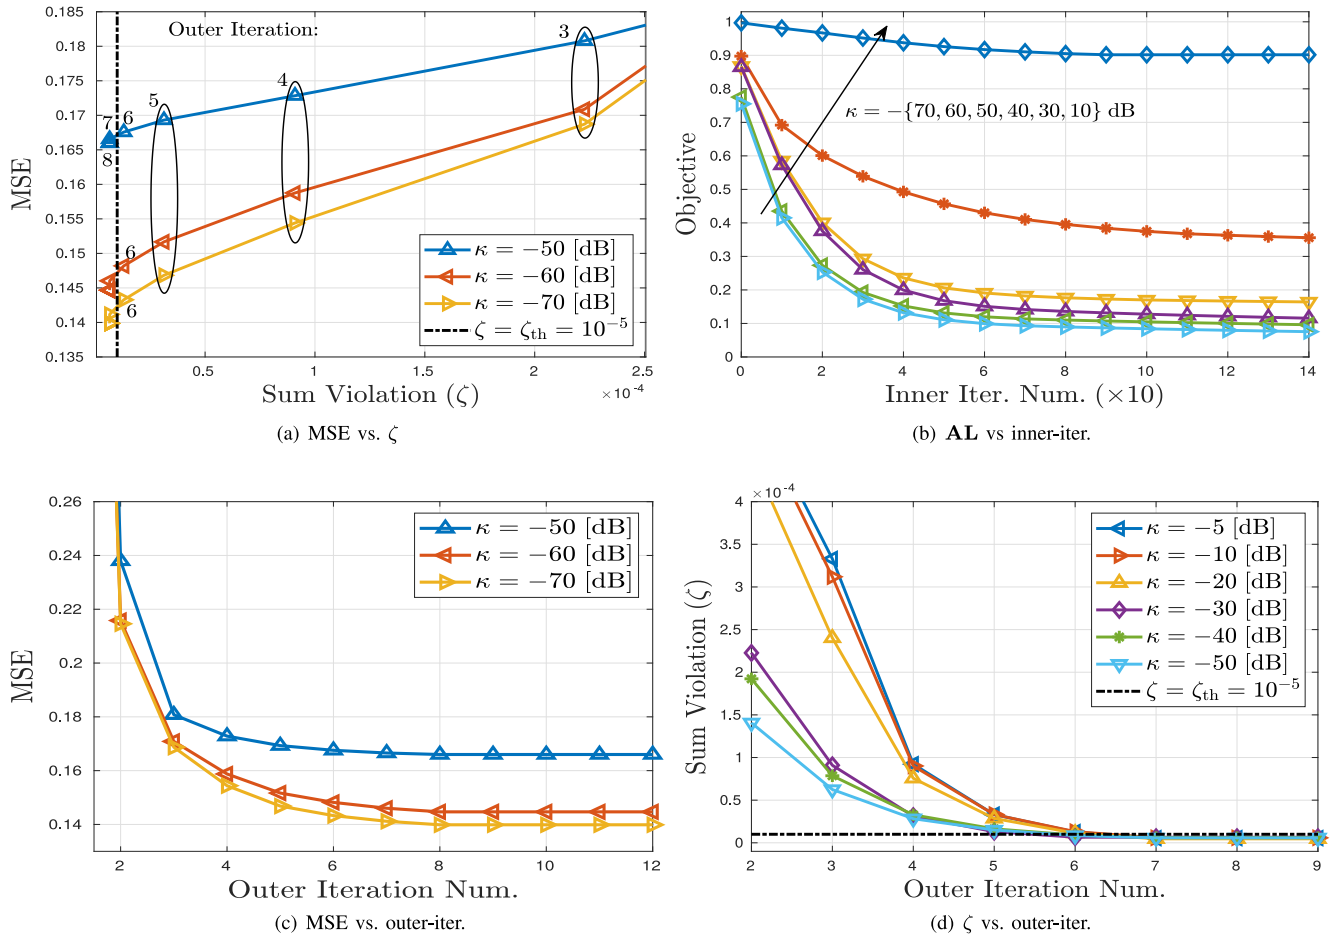 0.185
0.18
0.175
0.17
0.165
0.16
0.155
0.15
0.145
0.14
0.135
MSE
Outer Iteration:
3
4
5
6
7
8
6
6
κ = −50 [dB]
κ = −60 [dB]
κ = −70 [dB]
ζ = ζth = 10⁻⁵
0.5 1 1.5 2 2.5
×10⁻⁴
Sum Violation (ζ)
(a) MSE vs. ζ
1
0.9
0.8
0.7
0.6
0.5
0.4
0.3
0.2
0.1
0
Objective
κ = −{70, 60, 50, 40, 30, 10} dB
0 2 4 6 8 10 12 14
Inner Iter. Num. (×10)
(b) AL vs inner-iter.
0.26
0.24
0.22
0.2
0.18
0.16
0.14
MSE
κ = −50 [dB]
κ = −60 [dB]
κ = −70 [dB]
2 4 6 8 10 12
Outer Iteration Num.
(c) MSE vs. outer-iter.
×10⁻⁴
4
3.5
3
2.5
2
1.5
1
0.5
0
Sum Violation (ζ)
κ = −5 [dB]
κ = −10 [dB]
κ = −20 [dB]
κ = −30 [dB]
κ = −40 [dB]
κ = −50 [dB]
ζ = ζth = 10⁻⁵
2 3 4 5 6 7 8 9
Outer Iteration Num.
(d) ζ vs. outer-iter.